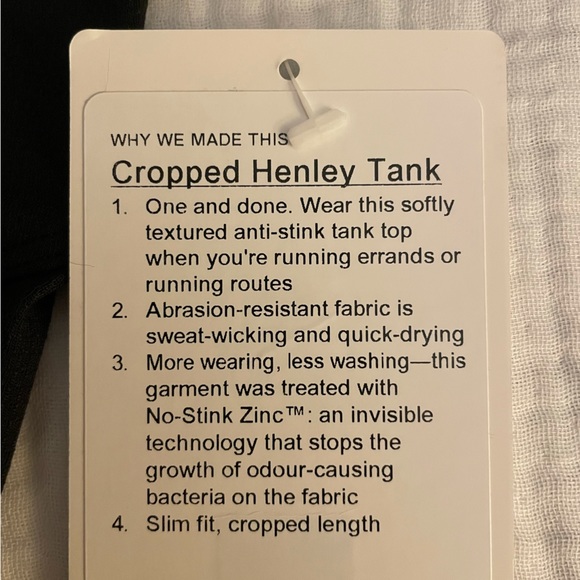 WHY WE MADE THIS
Cropped Henley Tank
1. One and done. Wear this softly
textured anti-stink tank top
when you're running errands or
running routes
2. Abrasion-resistant fabric is
sweat-wicking and quick-drying
3. More wearing, less washing—this
garment was treated with
No-Stink Zinc™: an invisible
technology that stops the
growth of odour-causing
bacteria on the fabric
4. Slim fit, cropped length